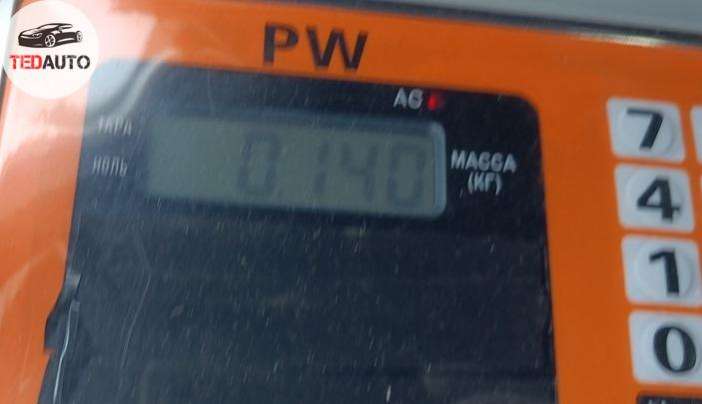 TEDAUTO
PW
AC
ТАРА
НОЛЬ
0.140
МАССА
(КГ)
7
4
1
0